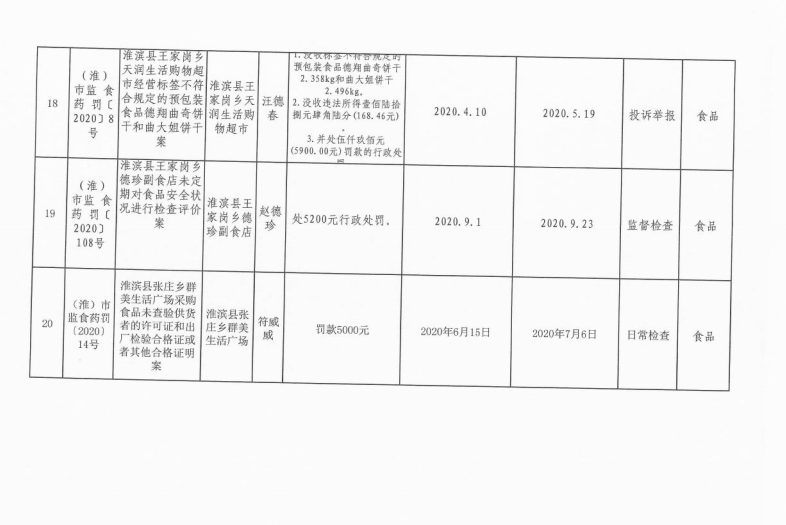 18
(淮)
市监 食
药 罚〔
2020〕8
号
淮滨县王家岗乡
天润生活购物超
市经营标签不符
合规定的预包装
食品德翔曲奇饼
干和曲大姐饼干
案
淮滨县王
家岗乡天
润生活购
物超市
汪德
春
1.没收标签不符合规定的
预包装食品德翔曲奇饼干
2.358kg和曲大姐饼干
2.496kg。
2.没收违法所得壹佰陆拾
捌元肆角陆分(168.46元)
。
3.并处伍仟玖佰元
(5900.00元)罚款的行政处
2020.4.10
2020.5.19
投诉举报
食品
19
(淮)
市监 食
药 罚〔
2020〕
108号
淮滨县王家岗乡
德珍副食店未定
期对食品安全状
况进行检查评价
案
淮滨县王
家岗乡德
珍副食店
赵德
珍
处5200元行政处罚。
2020.9.1
2020.9.23
监督检查
食品
20
(淮)市
监食药罚
〔2020〕
14号
淮滨县张庄乡群
美生活广场采购
食品未查验供货
者的许可证和出
厂检验合格证或
者其他合格证明
案
淮滨县张
庄乡群美
生活广场
符威
威
罚款5000元
2020年6月15日
2020年7月6日
日常检查
食品